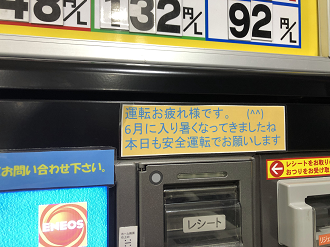 48円/L 132円/L 92円/L
運転お疲れ様です。 (^^)
6月に入り暑くなってきましたね
本日も安全運転でお願いします
お問い合わせ下さい。
ENEOS
レシート
レシートをお取り
おつりをお受け取